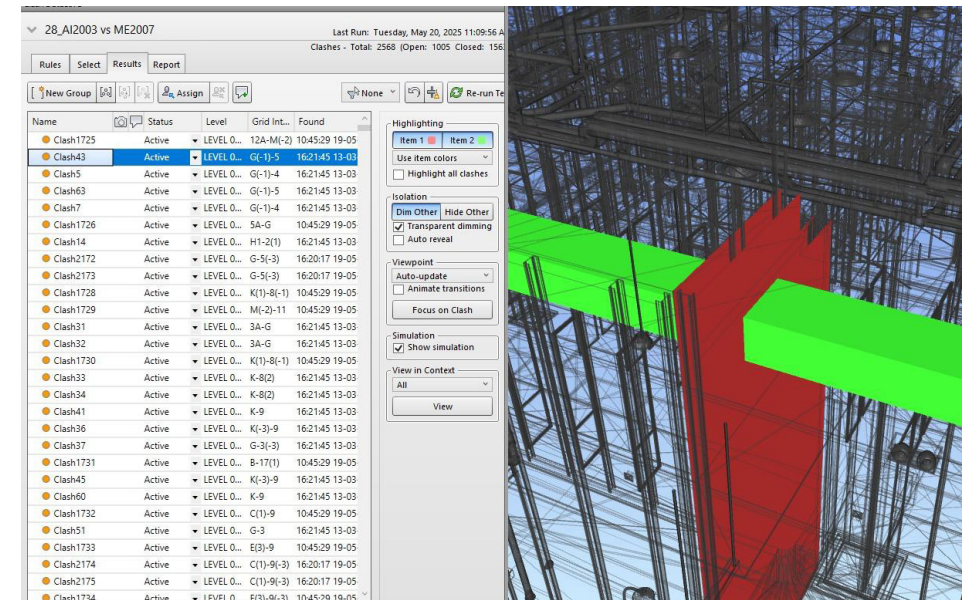 28_AI2003 vs ME2007
Last Run: Tuesday, May 20, 2025 11:09:56 A
Clashes - Total: 2568 (Open: 1005 Closed: 156
Rules Select Results Report
New Group Assign None Re-run Te
Name Status Level Grid Int... Found
Clash1725 Active LEVEL 0... 12A-M(-2) 10:45:29 19-05-
Clash43 Active LEVEL 0... G(-1)-5 16:21:45 13-03-
Clash5 Active LEVEL 0... G(-1)-4 16:21:45 13-03-
Clash63 Active LEVEL 0... G(-1)-5 16:21:45 13-03-
Clash7 Active LEVEL 0... G(-1)-4 16:21:45 13-03-
Clash1726 Active LEVEL 0... 5A-G 10:45:29 19-05-
Clash14 Active LEVEL 0... H1-2(1) 16:21:45 13-03-
Clash2172 Active LEVEL 0... G-5(-3) 16:20:17 19-05-
Clash2173 Active LEVEL 0... G-5(-3) 16:20:17 19-05-
Clash1728 Active LEVEL 0... K(1)-8(-1) 10:45:29 19-05-
Clash1729 Active LEVEL 0... M(-2)-11 10:45:29 19-05-
Clash31 Active LEVEL 0... 3A-G 16:21:45 13-03-
Clash32 Active LEVEL 0... 3A-G 16:21:45 13-03-
Clash1730 Active LEVEL 0... K(1)-8(-1) 10:45:29 19-05-
Clash33 Active LEVEL 0... K-8(2) 16:21:45 13-03-
Clash34 Active LEVEL 0... K-8(2) 16:21:45 13-03-
Clash41 Active LEVEL 0... K-9 16:21:45 13-03-
Clash36 Active LEVEL 0... K(-3)-9 16:21:45 13-03-
Clash37 Active LEVEL 0... G-3(-3) 16:21:45 13-03-
Clash1731 Active LEVEL 0... B-17(1) 10:45:29 19-05-
Clash45 Active LEVEL 0... K(-3)-9 16:21:45 13-03-
Clash60 Active LEVEL 0... K-9 16:21:45 13-03-
Clash1732 Active LEVEL 0... C(1)-9 10:45:29 19-05-
Clash51 Active LEVEL 0... G-3 16:21:45 13-03-
Clash1733 Active LEVEL 0... E(3)-9 10:45:29 19-05-
Clash2174 Active LEVEL 0... C(1)-9(-3) 16:20:17 19-05-
Clash2175 Active LEVEL 0... C(1)-9(-3) 16:20:17 19-05-
Clash1734 Active LEVEL 0... E(3)-9(-3) 10:45:29 19-05-
Highlighting
Item 1 Item 2
Use item colors
Highlight all clashes
Isolation
Dim Other Hide Other
Transparent dimming
Auto reveal
Viewpoint
Auto-update
Animate transitions
Focus on Clash
Simulation
Show simulation
View in Context
All
View